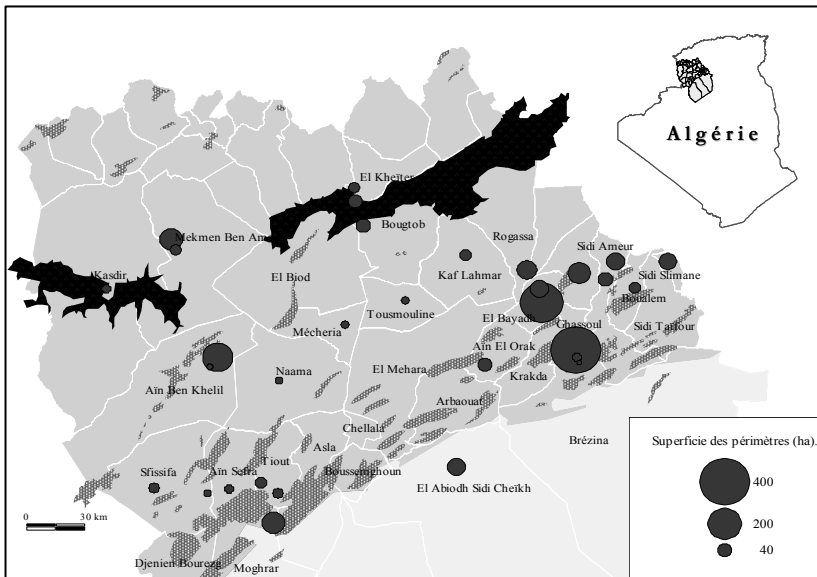 Algérie
El Kheïter
Mekmen Ben Am
Bougtob
Rogassa
Sidi Ameur
Kasdir
El Biod
Kaf Lahmar
Sidi Slimane
Boualem
Tousmouline
El Bayadh
Ghassoul
Sidi Taifour
Mécheria
Aïn El Orak
Naama
El Mehara
Krakda
Aïn Ben Khelil
Arbaouat
Chellala
Brézina
Asla
Tiout
Boussemghoun
Sfissifa
Aïn Sefra
El Abiodh Sidi Cheïkh
Djenien Bourezg
Moghrar
0 30 km
Superficie des périmètres (ha).
400
200
40